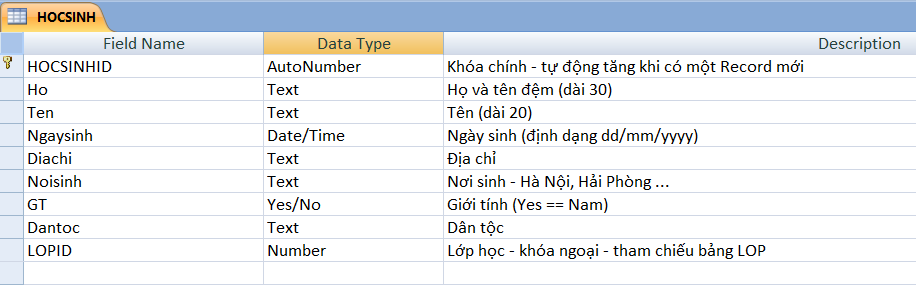 HOCSINH
Field Name Data Type Description
HOCSINHID AutoNumber Khóa chính - tự động tăng khi có một Record mới
Ho Text Họ và tên đệm (dài 30)
Ten Text Tên (dài 20)
Ngaysinh Date/Time Ngày sinh (định dạng dd/mm/yyyy)
Diachi Text Địa chỉ
Noisinh Text Nơi sinh - Hà Nội, Hải Phòng ...
GT Yes/No Giới tính (Yes == Nam)
Dantoc Text Dân tộc
LOPID Number Lớp học - khóa ngoại - tham chiếu bảng LOP